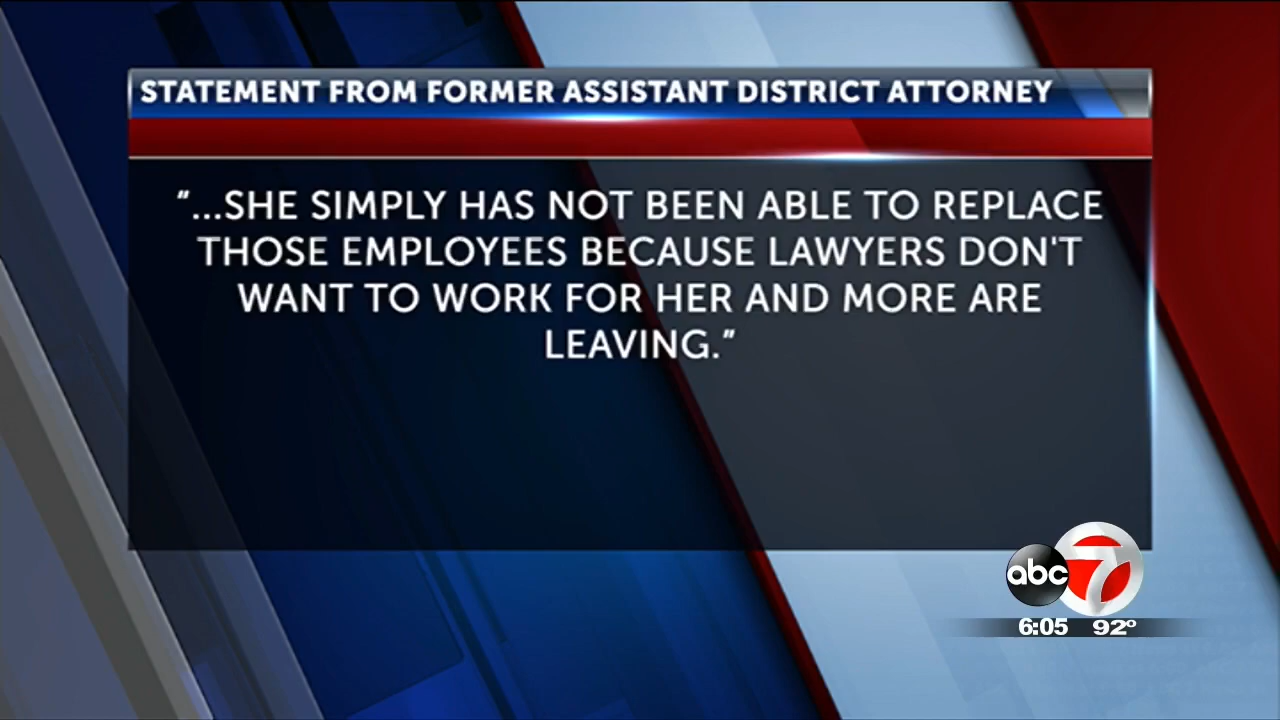 STATEMENT FROM FORMER ASSISTANT DISTRICT ATTORNEY
“...SHE SIMPLY HAS NOT BEEN ABLE TO REPLACE
THOSE EMPLOYEES BECAUSE LAWYERS DON'T
WANT TO WORK FOR HER AND MORE ARE
LEAVING.”
abc 7
6:05 92°